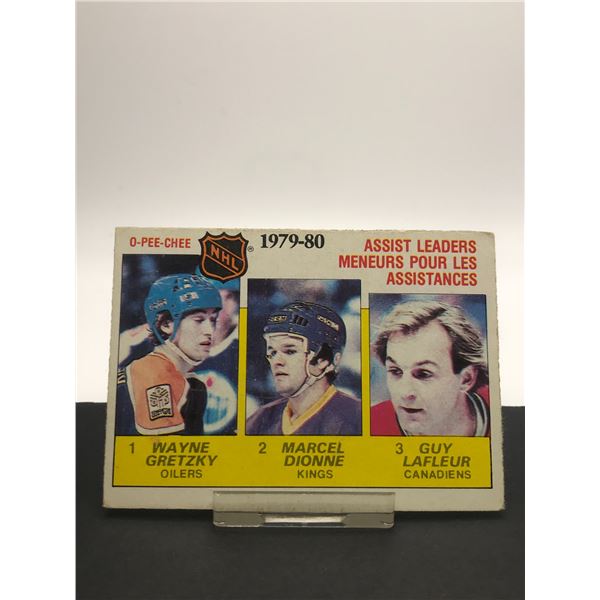 O-PEE-CHEE
NHL
®
1979-80
ASSIST LEADERS
MENEURS POUR LES
ASSISTANCES
1 WAYNE
GRETZKY
OILERS
2 MARCEL
DIONNE
KINGS
3 GUY
LAFLEUR
CANADIENS